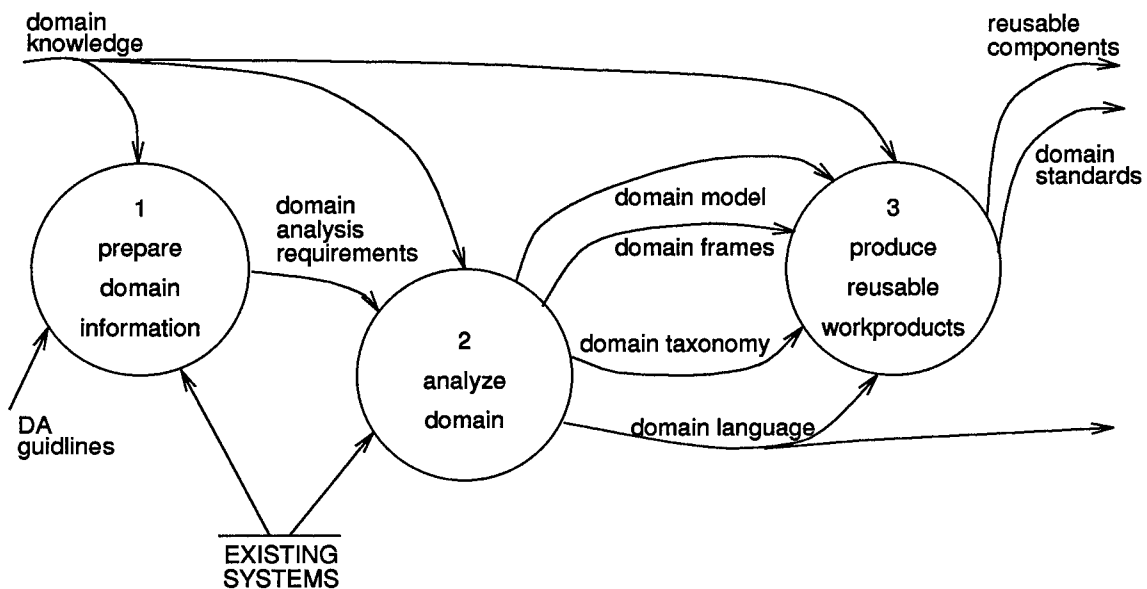 domain
knowledge
reusable
components
domain
standards
1
prepare
domain
information
domain
analysis
requirements
domain model
domain frames
3
produce
reusable
workproducts
2
analyze
domain
domain taxonomy
domain language
DA
guidlines
EXISTING
SYSTEMS